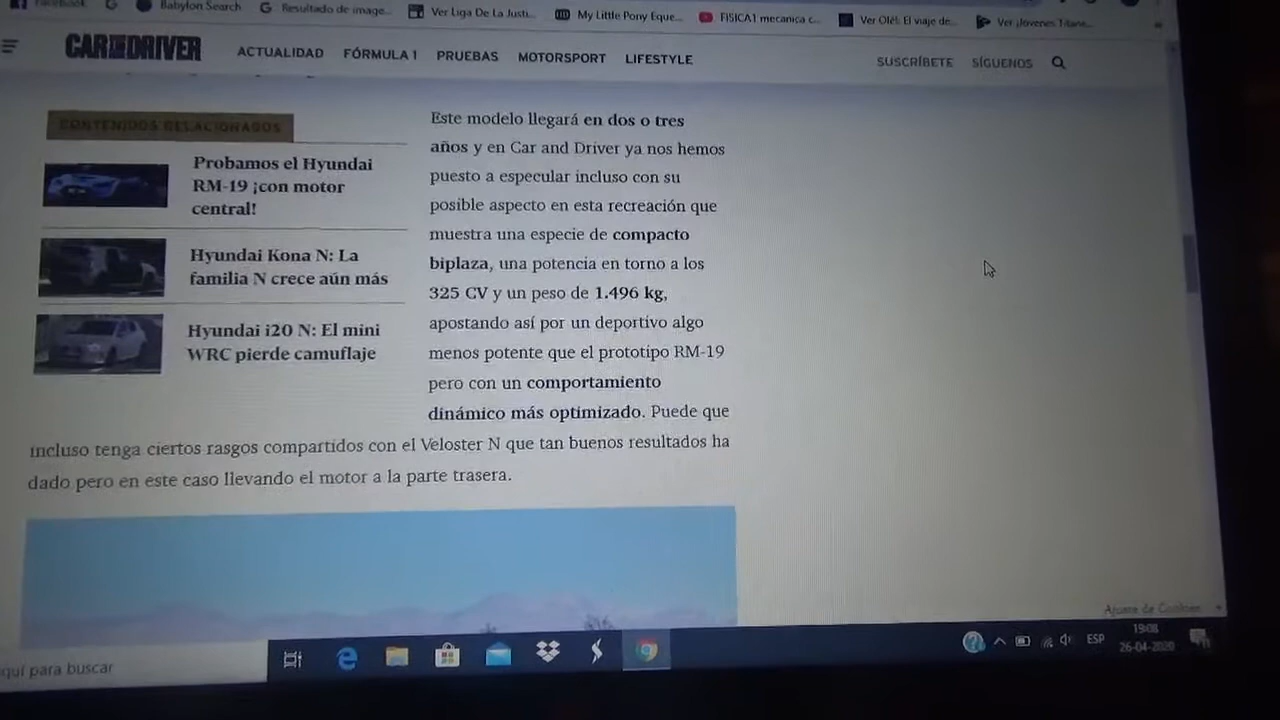 Facebook
Babylon Search
Resultado de image...
Ver Liga De La Justi...
My Little Pony Eque...
FISICA1 mecanica c...
Ver Olé!: El viaje de...
Ver Jóvenes Titane...
CAR AND DRIVER
ACTUALIDAD
FÓRMULA 1
PRUEBAS
MOTORSPORT
LIFESTYLE
SUSCRÍBETE
SÍGUENOS
CONTENIDOS RELACIONADOS
Probamos el Hyundai
RM-19 ¡con motor
central!
Hyundai Kona N: La
familia N crece aún más
Hyundai i20 N: El mini
WRC pierde camuflaje
Este modelo llegará en dos o tres
años y en Car and Driver ya nos hemos
puesto a especular incluso con su
posible aspecto en esta recreación que
muestra una especie de compacto
biplaza, una potencia en torno a los
325 CV y un peso de 1.496 kg,
apostando así por un deportivo algo
menos potente que el prototipo RM-19
pero con un comportamiento
dinámico más optimizado. Puede que
incluso tenga ciertos rasgos compartidos con el Veloster N que tan buenos resultados ha
dado pero en este caso llevando el motor a la parte trasera.
Ajuste de Cookies
quí para buscar
ESP
19:08
26-04-2020